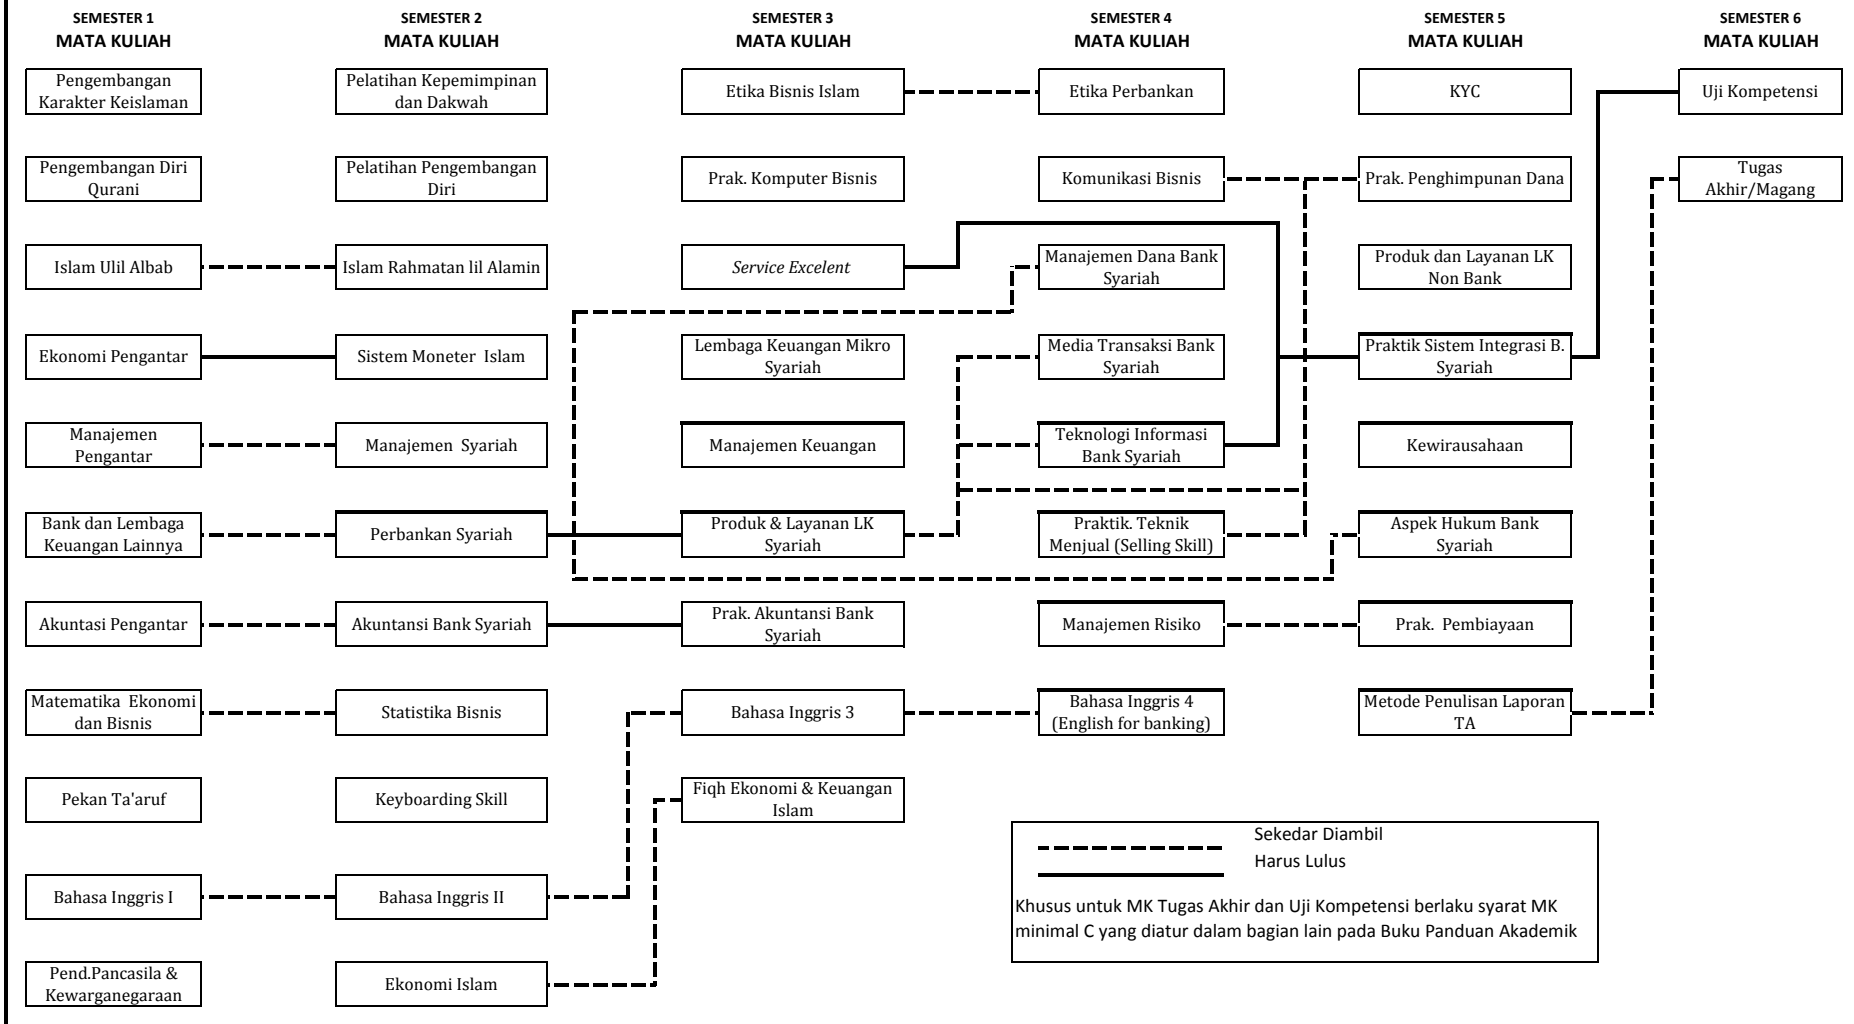 SEMESTER 1
MATA KULIAH
SEMESTER 2
MATA KULIAH
SEMESTER 3
MATA KULIAH
SEMESTER 4
MATA KULIAH
SEMESTER 5
MATA KULIAH
SEMESTER 6
MATA KULIAH
Pengembangan
Karakter Keislaman
Pelatihan Kepemimpinan
dan Dakwah
Etika Bisnis Islam
Etika Perbankan
KYC
Uji Kompetensi
Pengembangan Diri
Qurani
Pelatihan Pengembangan
Diri
Prak. Komputer Bisnis
Komunikasi Bisnis
Prak. Penghimpunan Dana
Tugas
Akhir/Magang
Islam Ulil Albab
Islam Rahmatan lil Alamin
Service Excelent
Manajemen Dana Bank
Syariah
Produk dan Layanan LK
Non Bank
Ekonomi Pengantar
Sistem Moneter Islam
Lembaga Keuangan Mikro
Syariah
Media Transaksi Bank
Syariah
Praktik Sistem Integrasi B.
Syariah
Manajemen
Pengantar
Manajemen Syariah
Manajemen Keuangan
Teknologi Informasi
Bank Syariah
Kewirausahaan
Bank dan Lembaga
Keuangan Lainnya
Perbankan Syariah
Produk & Layanan LK
Syariah
Praktik. Teknik
Menjual (Selling Skill)
Aspek Hukum Bank
Syariah
Akuntasi Pengantar
Akuntansi Bank Syariah
Prak. Akuntansi Bank
Syariah
Manajemen Risiko
Prak. Pembiayaan
Matematika Ekonomi
dan Bisnis
Statistika Bisnis
Bahasa Inggris 3
Bahasa Inggris 4
(English for banking)
Metode Penulisan Laporan
TA
Pekan Ta'aruf
Keyboarding Skill
Fiqh Ekonomi & Keuangan
Islam
Bahasa Inggris I
Bahasa Inggris II
Pend.Pancasila &
Kewarganegaraan
Ekonomi Islam
Sekedar Diambil
Harus Lulus
Khusus untuk MK Tugas Akhir dan Uji Kompetensi berlaku syarat MK
minimal C yang diatur dalam bagian lain pada Buku Panduan Akademik